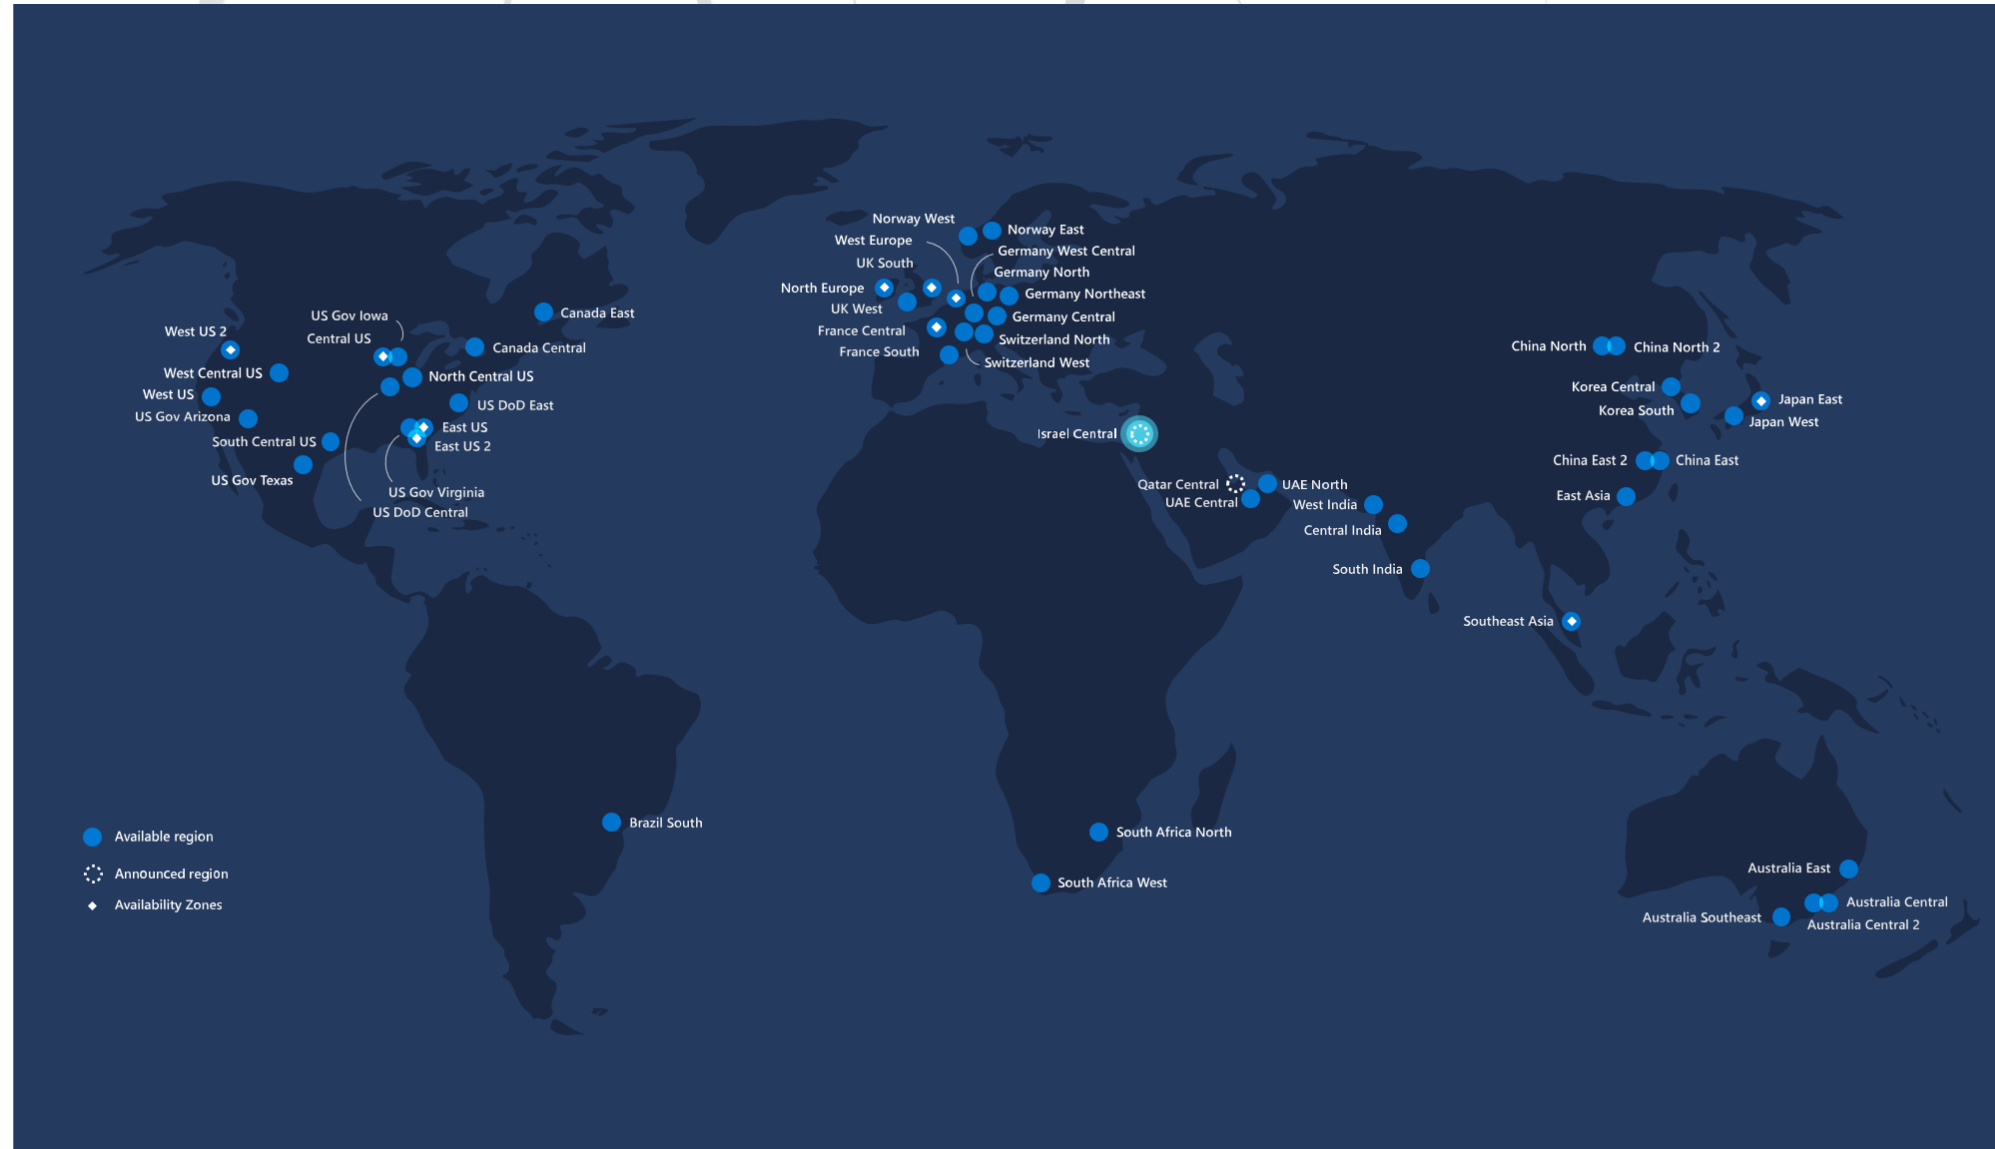 Norway West
Norway East
West Europe
Germany West Central
UK South
Germany North
North Europe
Germany Northeast
UK West
Germany Central
France Central
Switzerland North
France South
Switzerland West
Canada East
US Gov Iowa
West US 2
Central US
Canada Central
West Central US
North Central US
West US
US DoD East
US Gov Arizona
East US
South Central US
East US 2
US Gov Texas
US Gov Virginia
US DoD Central
Israel Central
Qatar Central
UAE North
UAE Central
West India
Central India
South India
China North
China North 2
Korea Central
Japan East
Korea South
Japan West
China East 2
China East
East Asia
Southeast Asia
Brazil South
South Africa North
South Africa West
Australia East
Australia Central
Australia Southeast
Australia Central 2
Available region
Announced region
Availability Zones